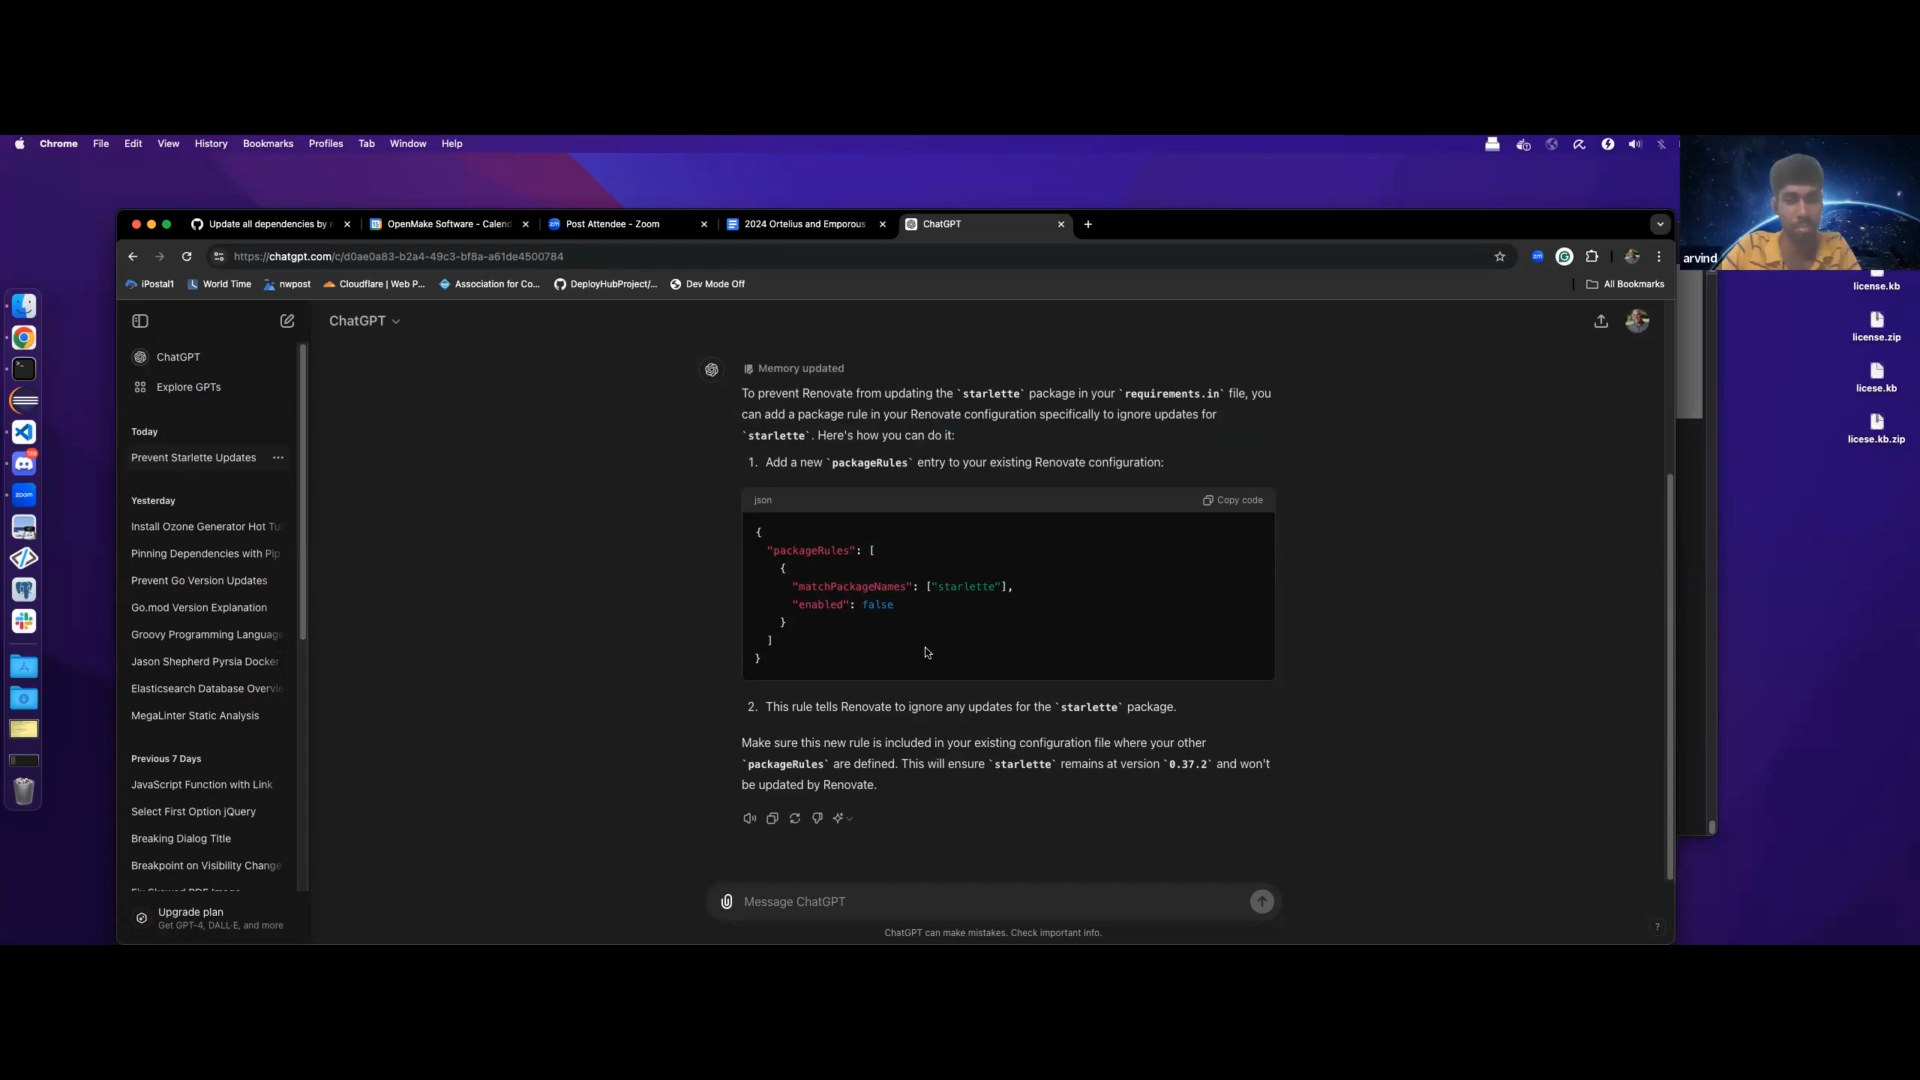 Chrome File Edit View History Bookmarks Profiles Tab Window Help
arvind
license.kb
license.zip
licese.kb
licese.kb.zip
Update all dependencies by r
OpenMake Software - Calend
Post Attendee - Zoom
2024 Ortelius and Emporous
ChatGPT
https://chatgpt.com/c/d0ae0a83-b2a4-49c3-bf8a-a61de4500784
iPostal1 World Time nwpost Cloudflare | Web P... Association for Co... DeployHubProject/... Dev Mode Off All Bookmarks
ChatGPT
Explore GPTs
Today
Prevent Starlette Updates
Yesterday
Install Ozone Generator Hot Tu
Pinning Dependencies with Pip
Prevent Go Version Updates
Go.mod Version Explanation
Groovy Programming Language
Jason Shepherd Pyrsia Docker
Elasticsearch Database Overvie
MegaLinter Static Analysis
Previous 7 Days
JavaScript Function with Link
Select First Option jQuery
Breaking Dialog Title
Breakpoint on Visibility Change
Upgrade plan
Get GPT-4, DALL·E, and more
zoom
ChatGPT
Memory updated
To prevent Renovate from updating the `starlette` package in your `requirements.in` file, you
can add a package rule in your Renovate configuration specifically to ignore updates for
`starlette`. Here's how you can do it:
1. Add a new `packageRules` entry to your existing Renovate configuration:
json Copy code
{
"packageRules": [
{
"matchPackageNames": ["starlette"],
"enabled": false
}
]
}
2. This rule tells Renovate to ignore any updates for the `starlette` package.
Make sure this new rule is included in your existing configuration file where your other
`packageRules` are defined. This will ensure `starlette` remains at version `0.37.2` and won't
be updated by Renovate.
Message ChatGPT
ChatGPT can make mistakes. Check important info.
?